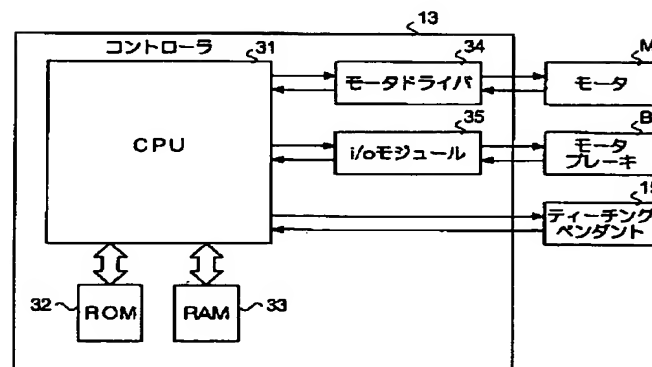 13
コントローラ
31
34
M
CPU
モータドライバ
モータ
35
B
i/oモジュール
モータ
ブレーキ
15
ティーチング
ペンダント
32
ROM
RAM
33